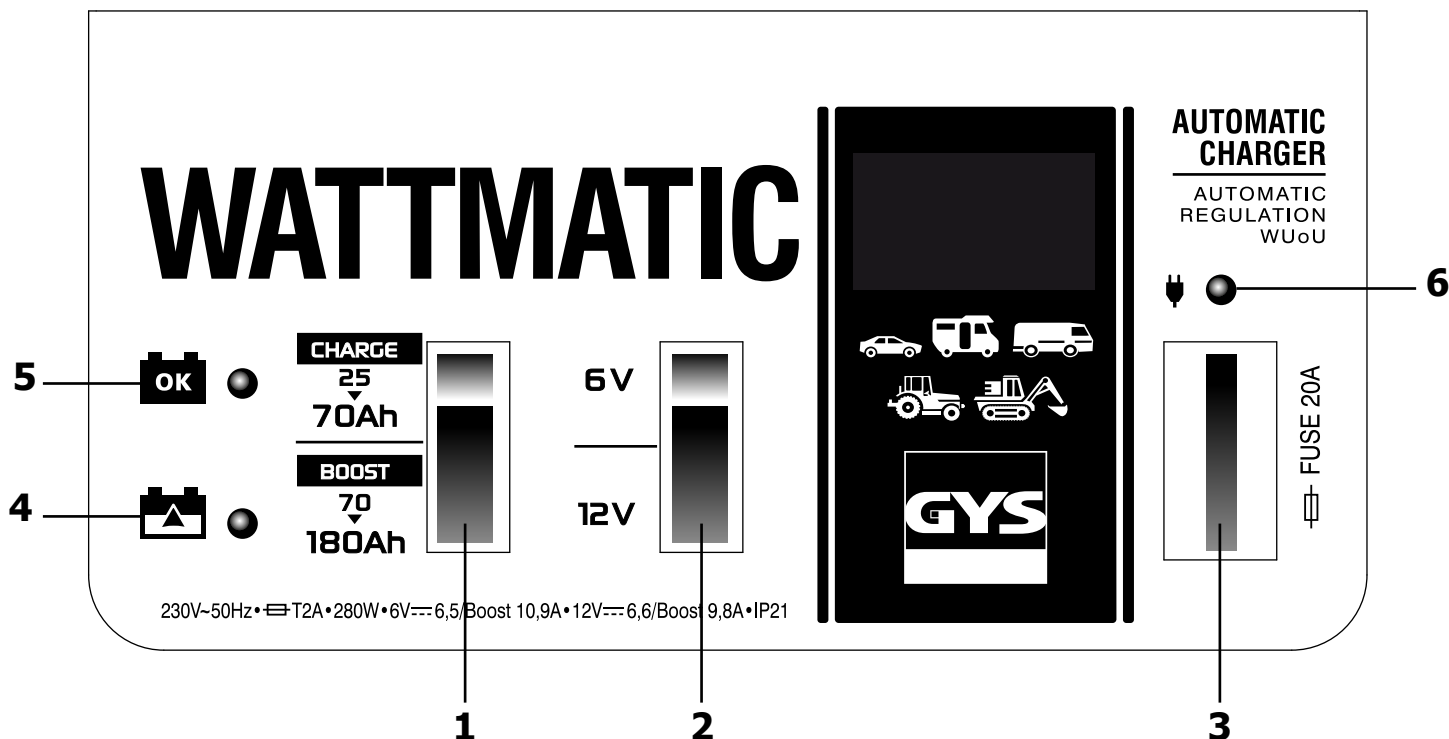 WATTMATIC
AUTOMATIC
CHARGER
AUTOMATIC
REGULATION
WUoU
6
5
OK
CHARGE
25
70Ah
BOOST
70
180Ah
4
6V
12V
GYS
FUSE 20A
230V~50Hz• T2A•280W•6V⎓6,5/Boost 10,9A•12V⎓6,6/Boost 9,8A•IP21
1
2
3